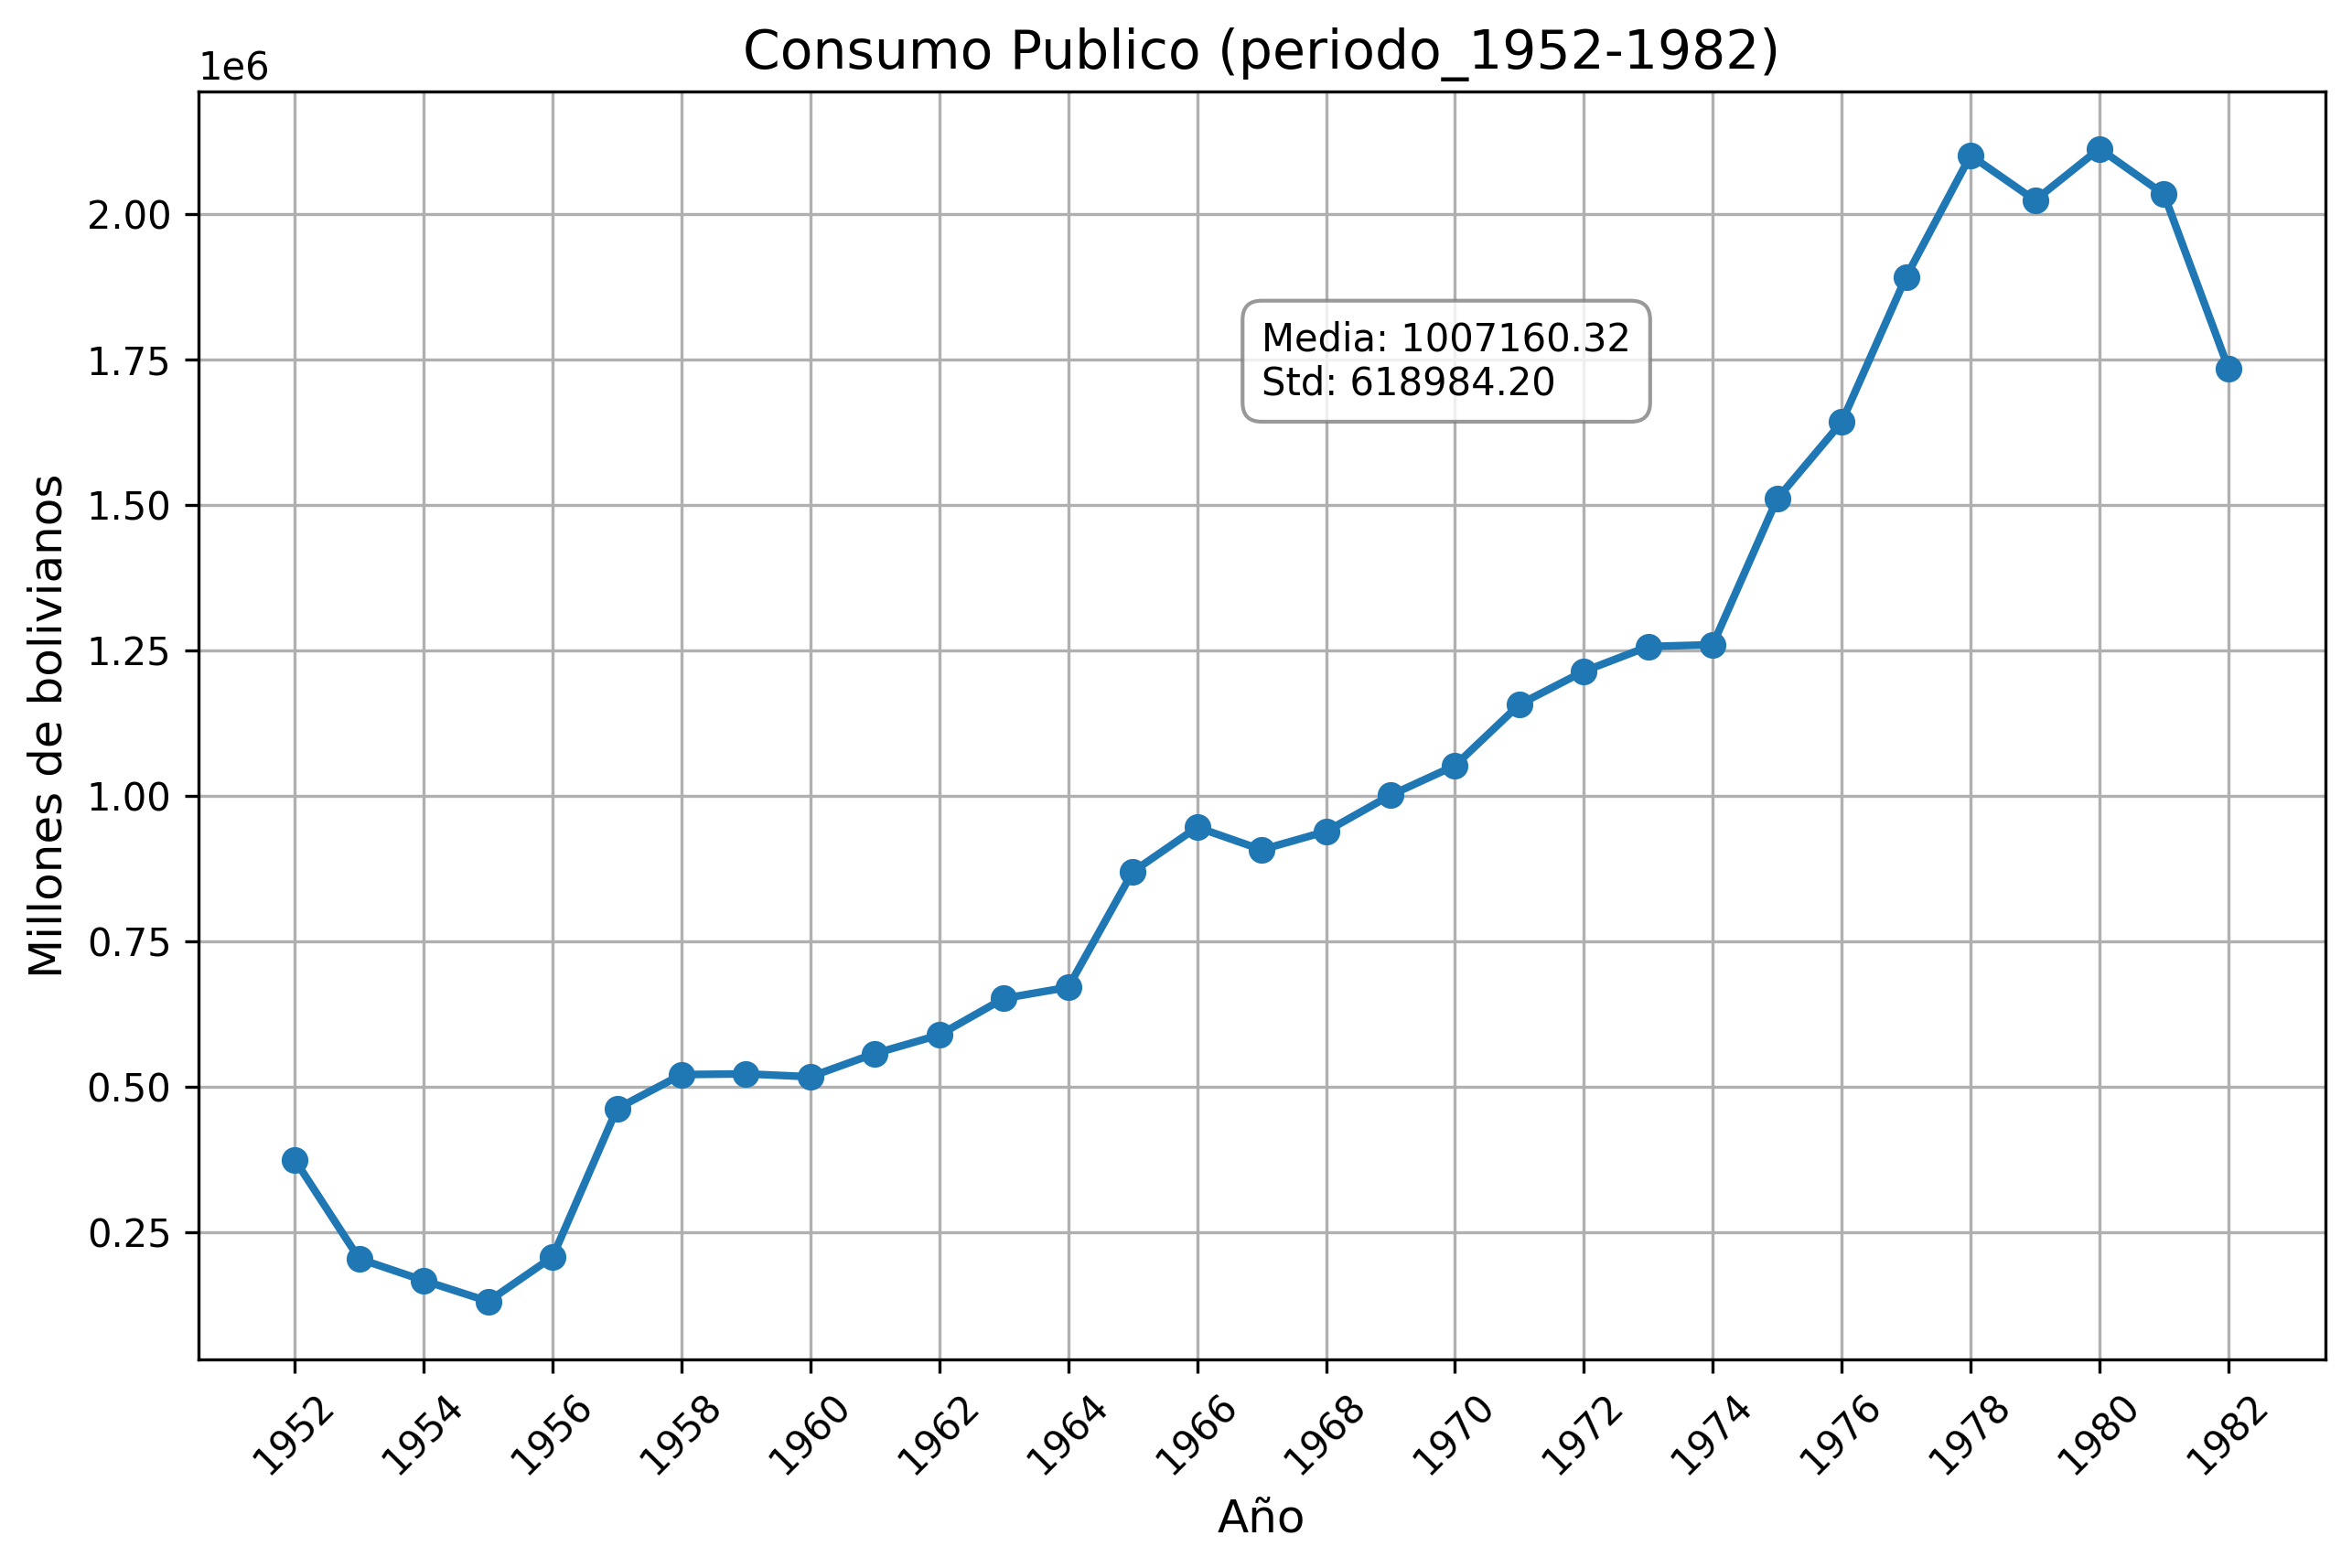 Consumo Publico (periodo_1952-1982)
1e6
2.00
1.75
1.50
1.25
1.00
0.75
0.50
0.25
Millones de bolivianos
Media: 1007160.32
Std: 618984.20
1952 1954 1956 1958 1960 1962 1964 1966 1968 1970 1972 1974 1976 1978 1980 1982
Año